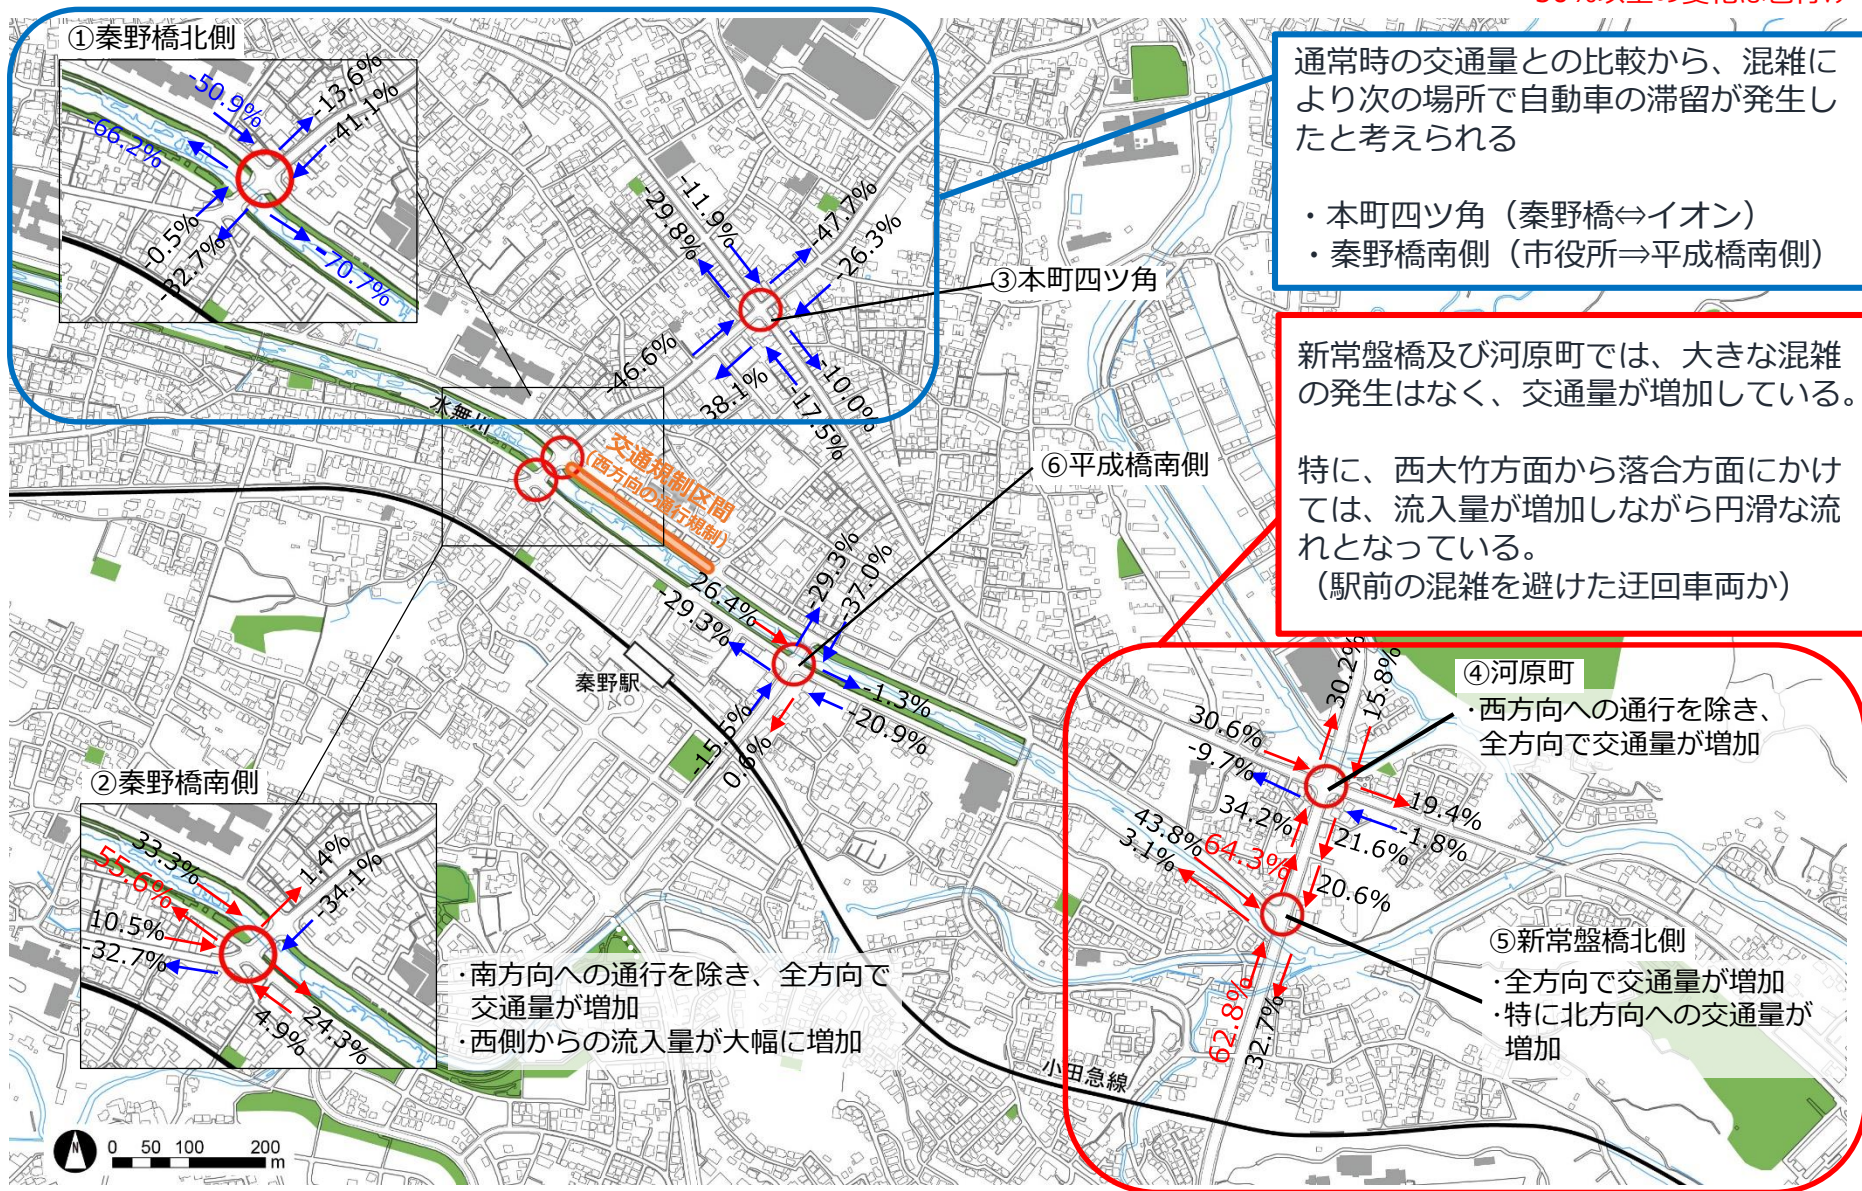 ①秦野橋北側
-50.9%
-13.6%
-41.1%
-66.2%
-0.5%
-32.7%
-70.7%
通常時の交通量との比較から、混雑に
より次の場所で自動車の滞留が発生し
たと考えられる
・本町四ツ角（秦野橋⇔イオン）
・秦野橋南側（市役所⇒平成橋南側）
-11.9%
-29.8%
-47.7%
-26.3%
③本町四ツ角
-46.6%
38.1%
-10.0%
-17.5%
新常盤橋及び河原町では、大きな混雑
の発生はなく、交通量が増加している。
特に、西大竹方面から落合方面にかけ
ては、流入量が増加しながら円滑な流
れとなっている。
（駅前の混雑を避けた迂回車両か）
水無川
交通規制区間
（西方向の通行規制）
⑥平成橋南側
26.4%
-29.3%
-29.3%
-37.0%
-1.3%
-20.9%
-15.5%
0.6%
秦野駅
④河原町
・西方向への通行を除き、
全方向で交通量が増加
30.2%
15.8%
30.6%
-9.7%
19.4%
-1.8%
34.2%
21.6%
43.8%
3.1%
64.3%
20.6%
62.8%
32.7%
⑤新常盤橋北側
・全方向で交通量が増加
・特に北方向への交通量が
増加
②秦野橋南側
33.3%
55.6%
1.4%
-34.1%
10.5%
-32.7%
4.9%
24.3%
・南方向への通行を除き、全方向で
交通量が増加
・西側からの流入量が大幅に増加
小田急線
N
0 50 100 200
m